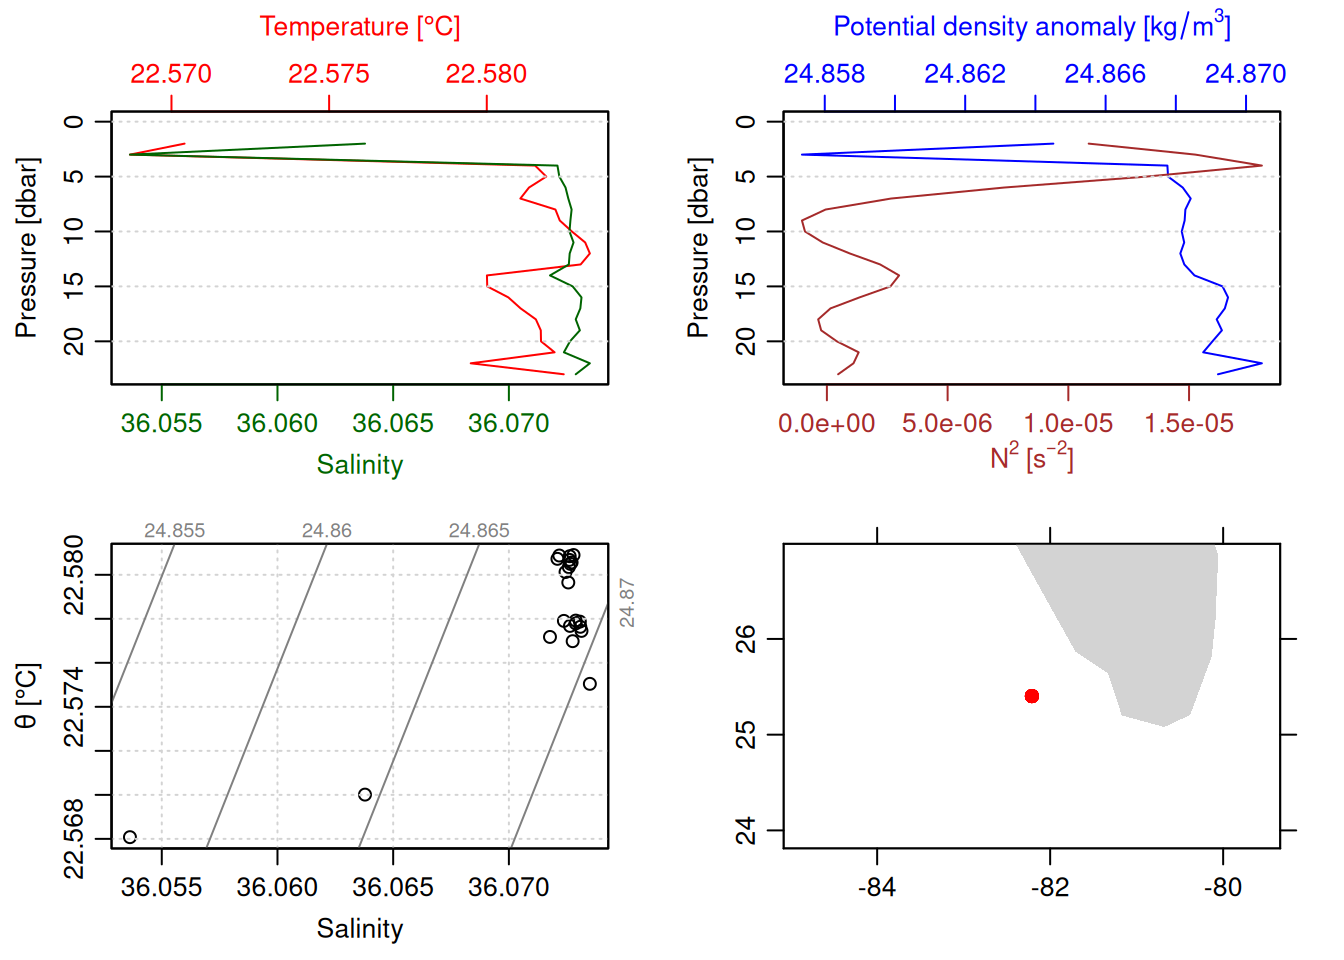 Temperature [°C]
22.570 22.575 22.580
Pressure [dbar]
0 5 10 15 20
36.055 36.060 36.065 36.070
Salinity
Potential density anomaly [kg/m³]
24.858 24.862 24.866 24.870
Pressure [dbar]
0 5 10 15 20
0.0e+00 5.0e-06 1.0e-05 1.5e-05
N² [s⁻²]
24.855 24.86 24.865
24.87
θ [°C]
22.568 22.574 22.580
36.055 36.060 36.065 36.070
Salinity
24 25 26
-84 -82 -80